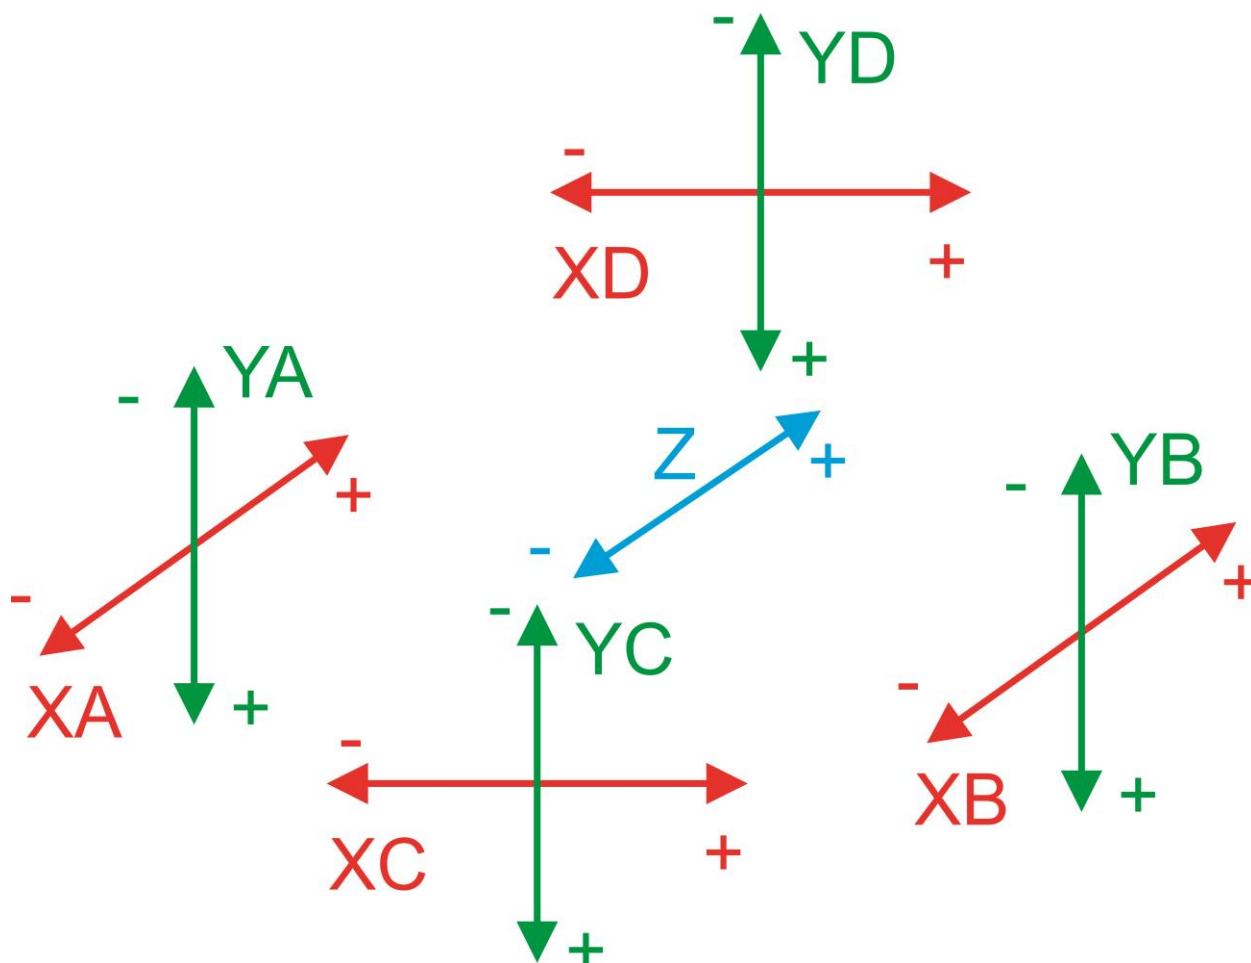 - YD
-
XD +
+
YA
-
Z
+
+
-
YB
-
-
-
YC
+
-
XA +
-
XB +
XC +
+